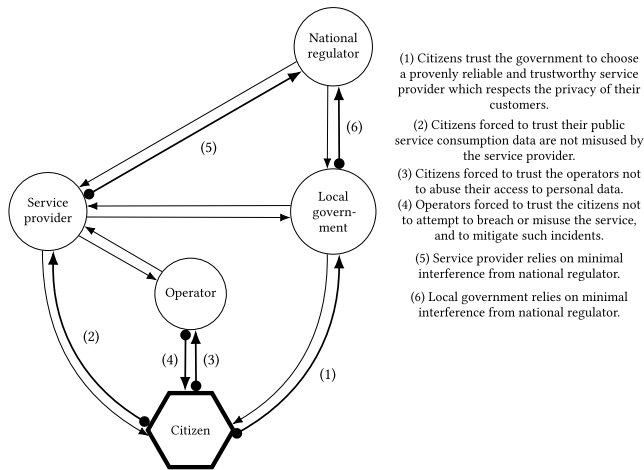 National
regulator
(5)
(6)
Service
provider
Local
govern-
ment
Operator
(2)
(4)
(3)
(1)
Citizen
(1) Citizens trust the government to choose
a provenly reliable and trustworthy service
provider which respects the privacy of their
customers.
(2) Citizens forced to trust their public
service consumption data are not misused by
the service provider.
(3) Citizens forced to trust the operators not
to abuse their access to personal data.
(4) Operators forced to trust the citizens not
to attempt to breach or misuse the service,
and to mitigate such incidents.
(5) Service provider relies on minimal
interference from national regulator.
(6) Local government relies on minimal
interference from national regulator.